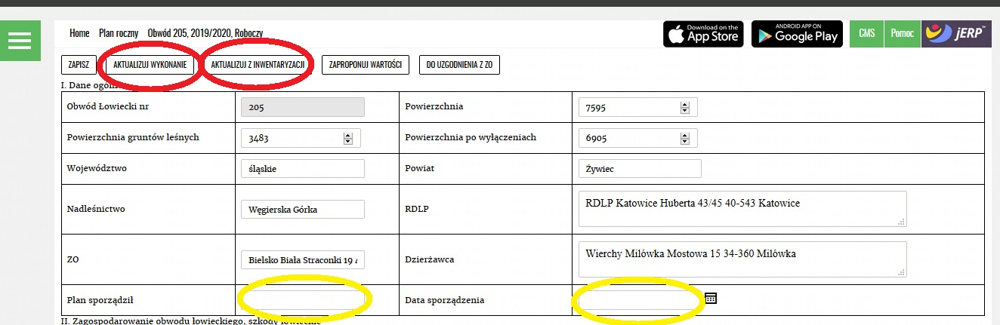 Home Plan roczny Obwód 205, 2019/2020, Roboczy
Download on the App Store ANDROID APP ON Google Play CMS Pomoc jERP™
ZAPISZ AKTUALIZUJ WYKONANIE AKTUALIZUJ Z INWENTARYZACJI ZAPROPONUJ WARTOŚCI DO UZGODNIENIA Z ZO
I. Dane ogóln
Obwód Łowiecki nr 205 Powierzchnia 7595
Powierzchnia gruntów leśnych 3483 Powierzchnia po wyłączeniach 6905
Województwo śląskie Powiat Żywiec
Nadleśnictwo Węgierska Górka RDLP RDLP Katowice Huberta 43/45 40-543 Katowice
ZO Bielsko Biała Straconki 19 Dzierżawca Wierchy Milówka Mostowa 15 34-360 Milówka
Plan sporządził Data sporządzenia
II. Zagospodarowanie obwodu łowieckiego, szkody łowieckie